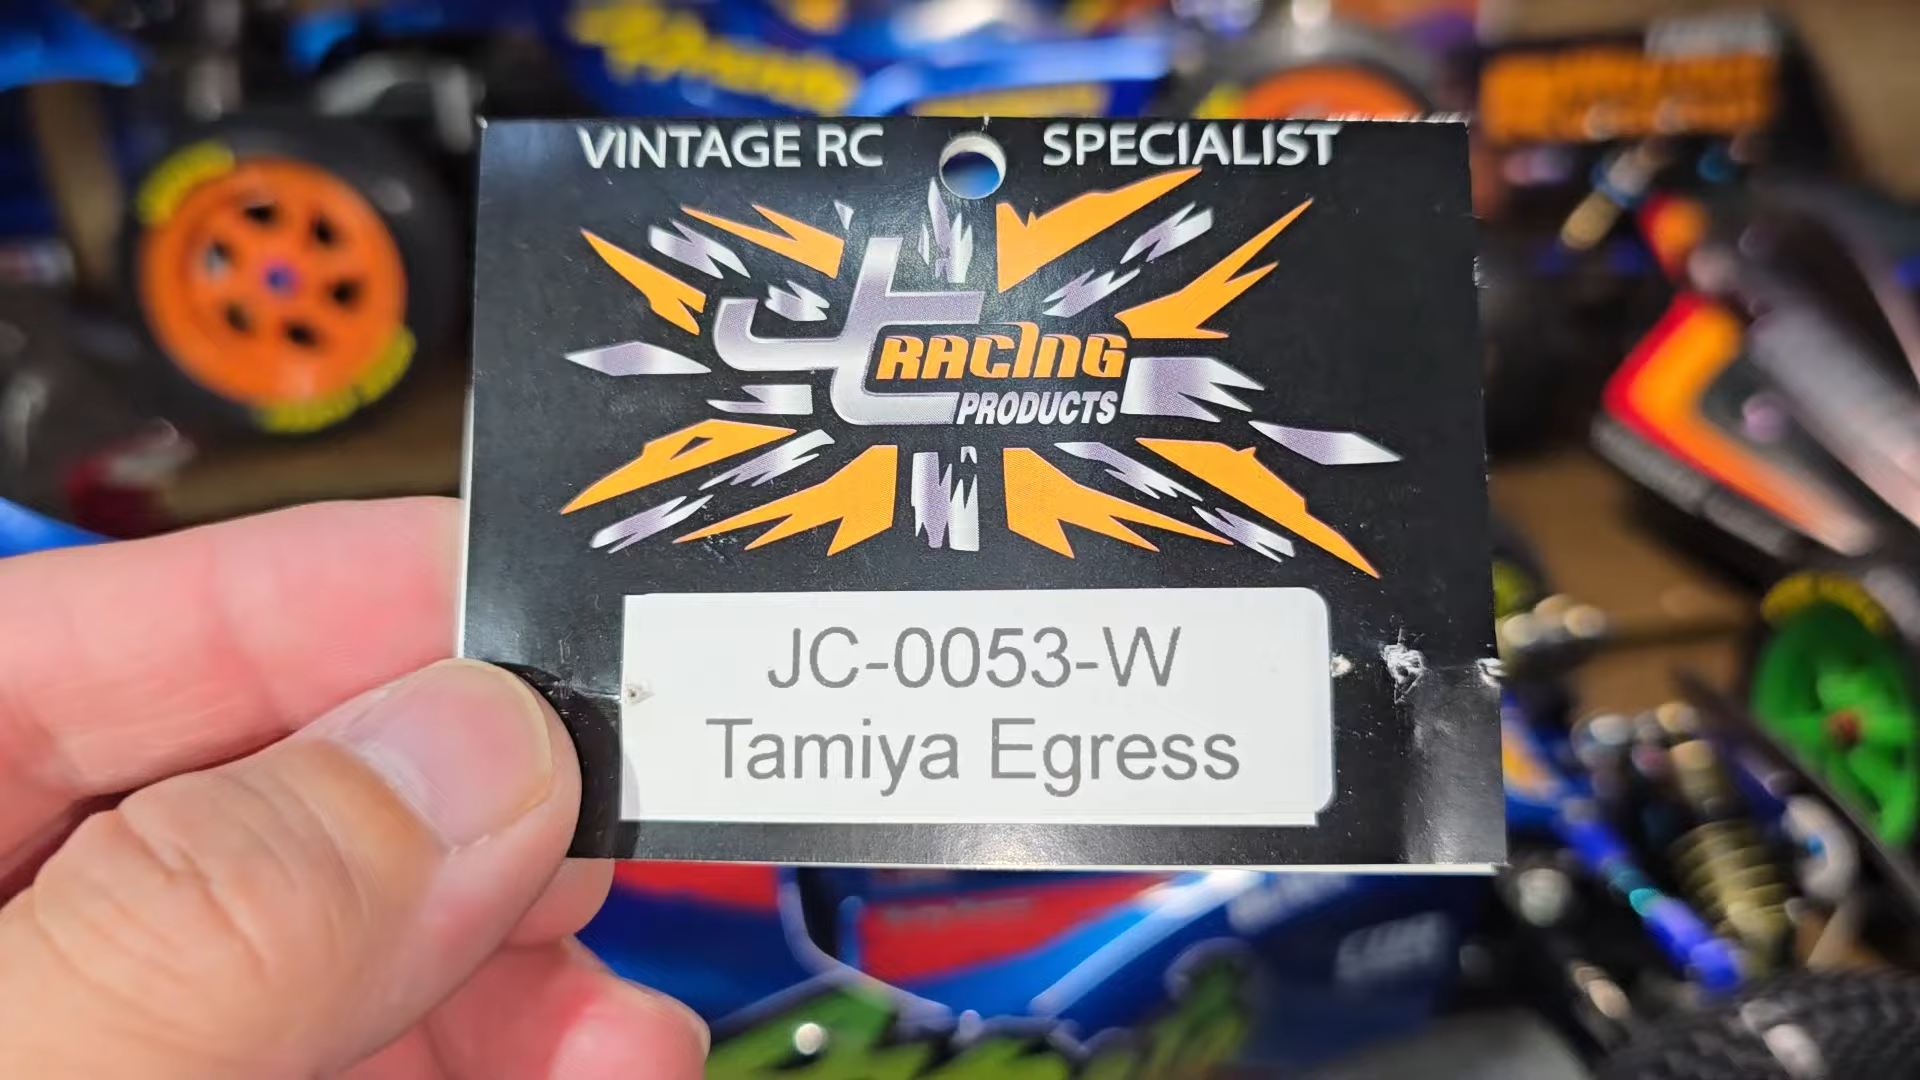 VINTAGE RC SPECIALIST
JC
RACING
PRODUCTS
JC-0053-W
Tamiya Egress